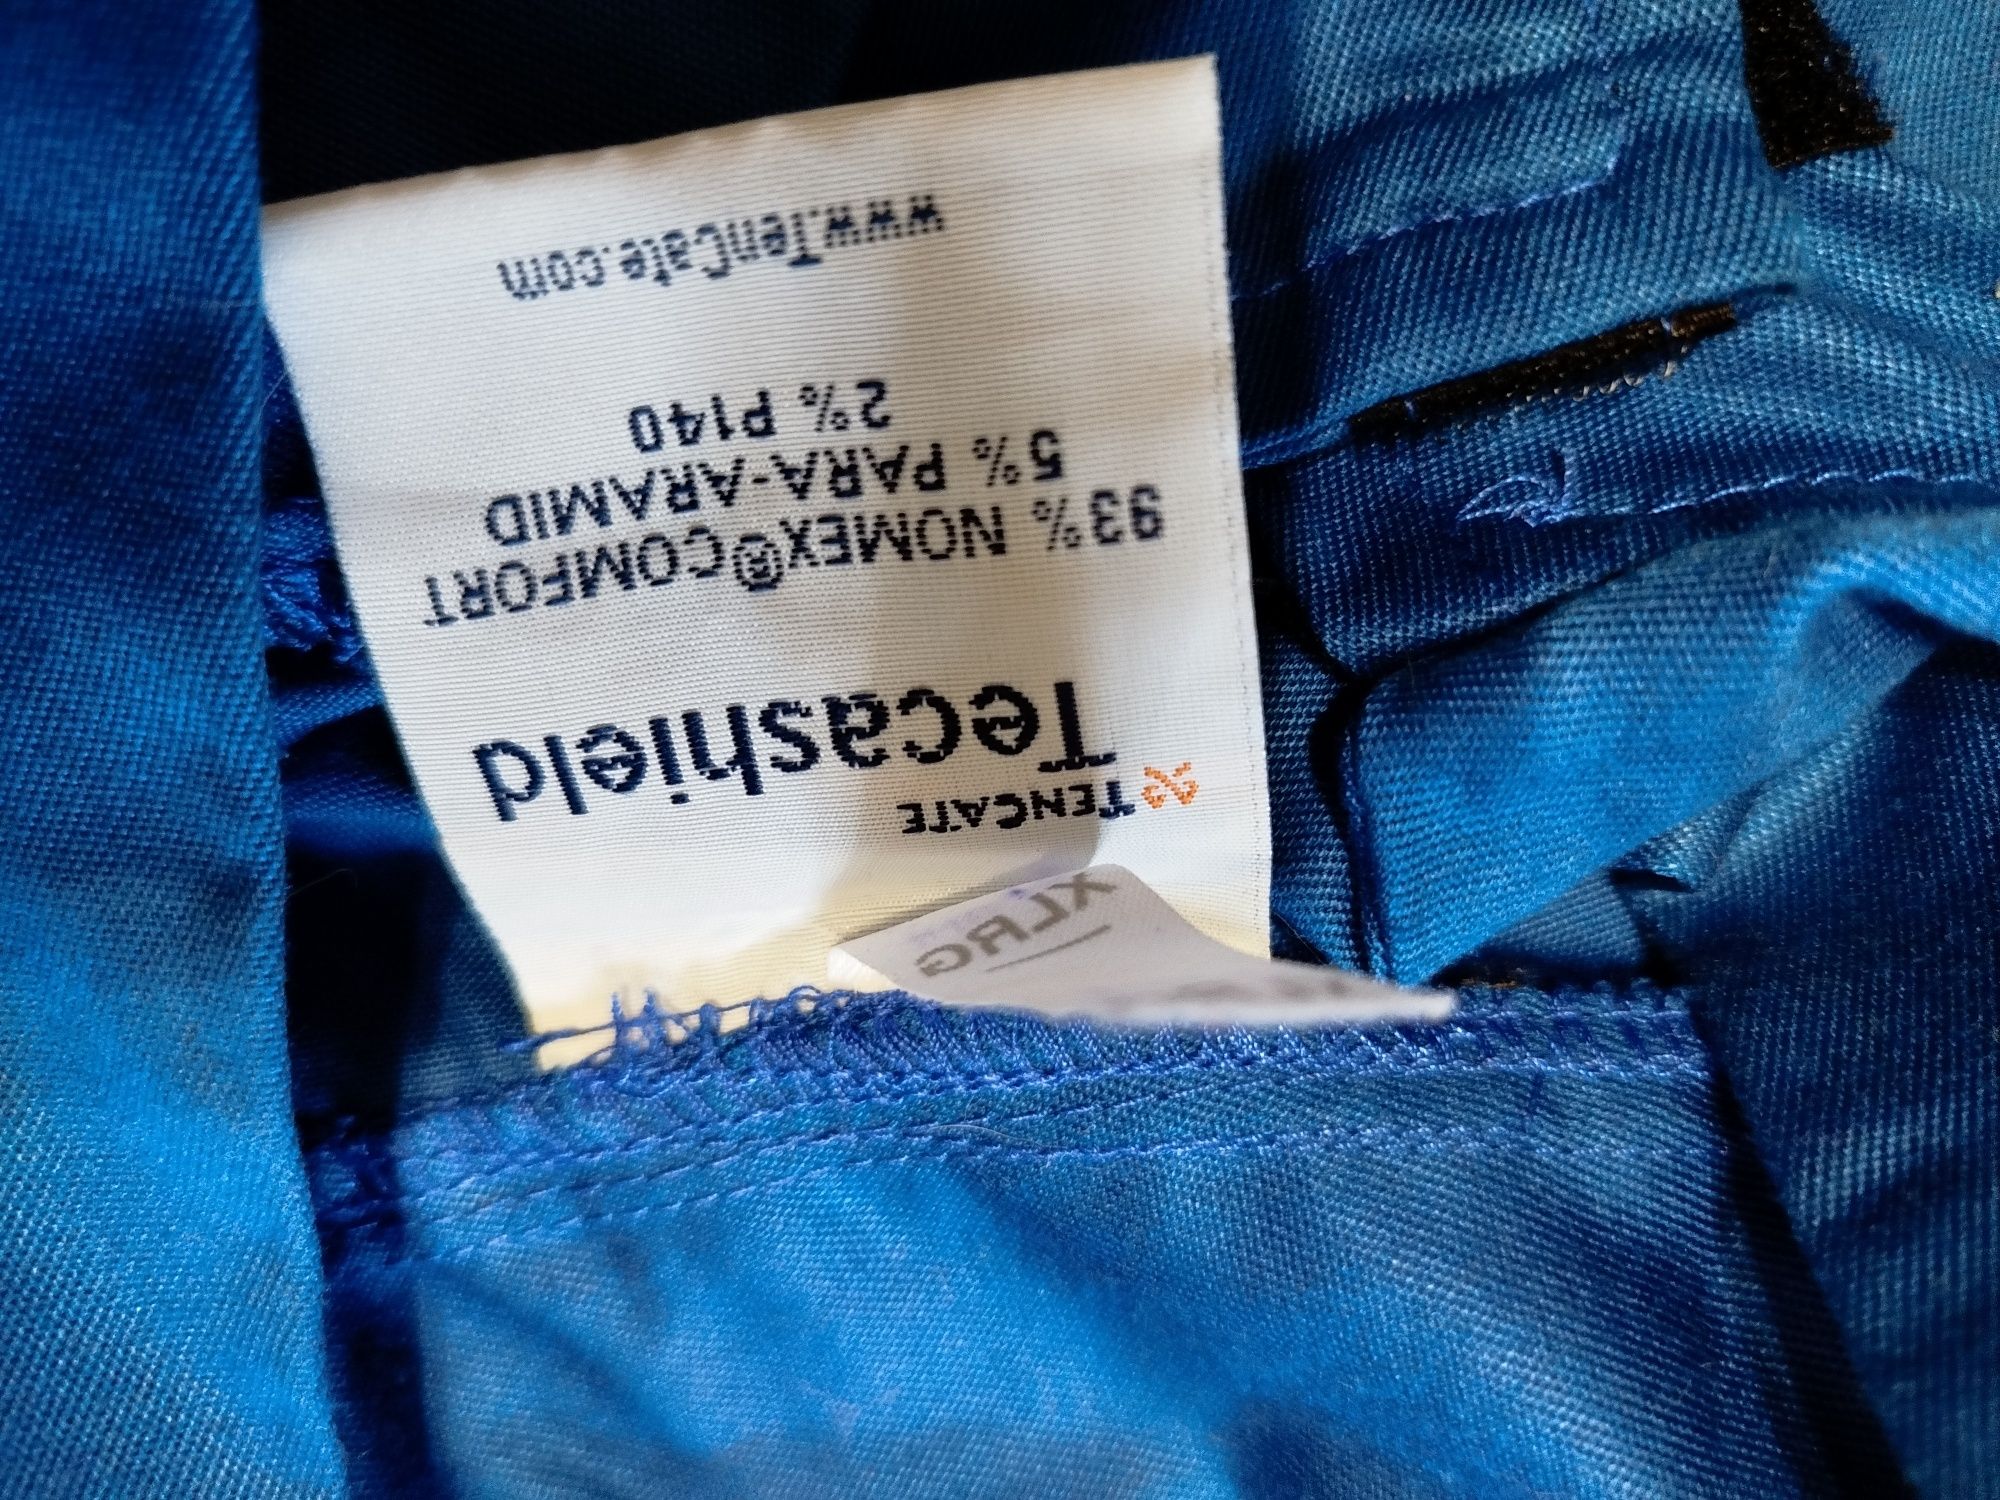 TENCATE
Tecashield
93% NOMEX®COMFORT
5% PARA-ARAMID
2% P140
www.TenCate.com
XLRG